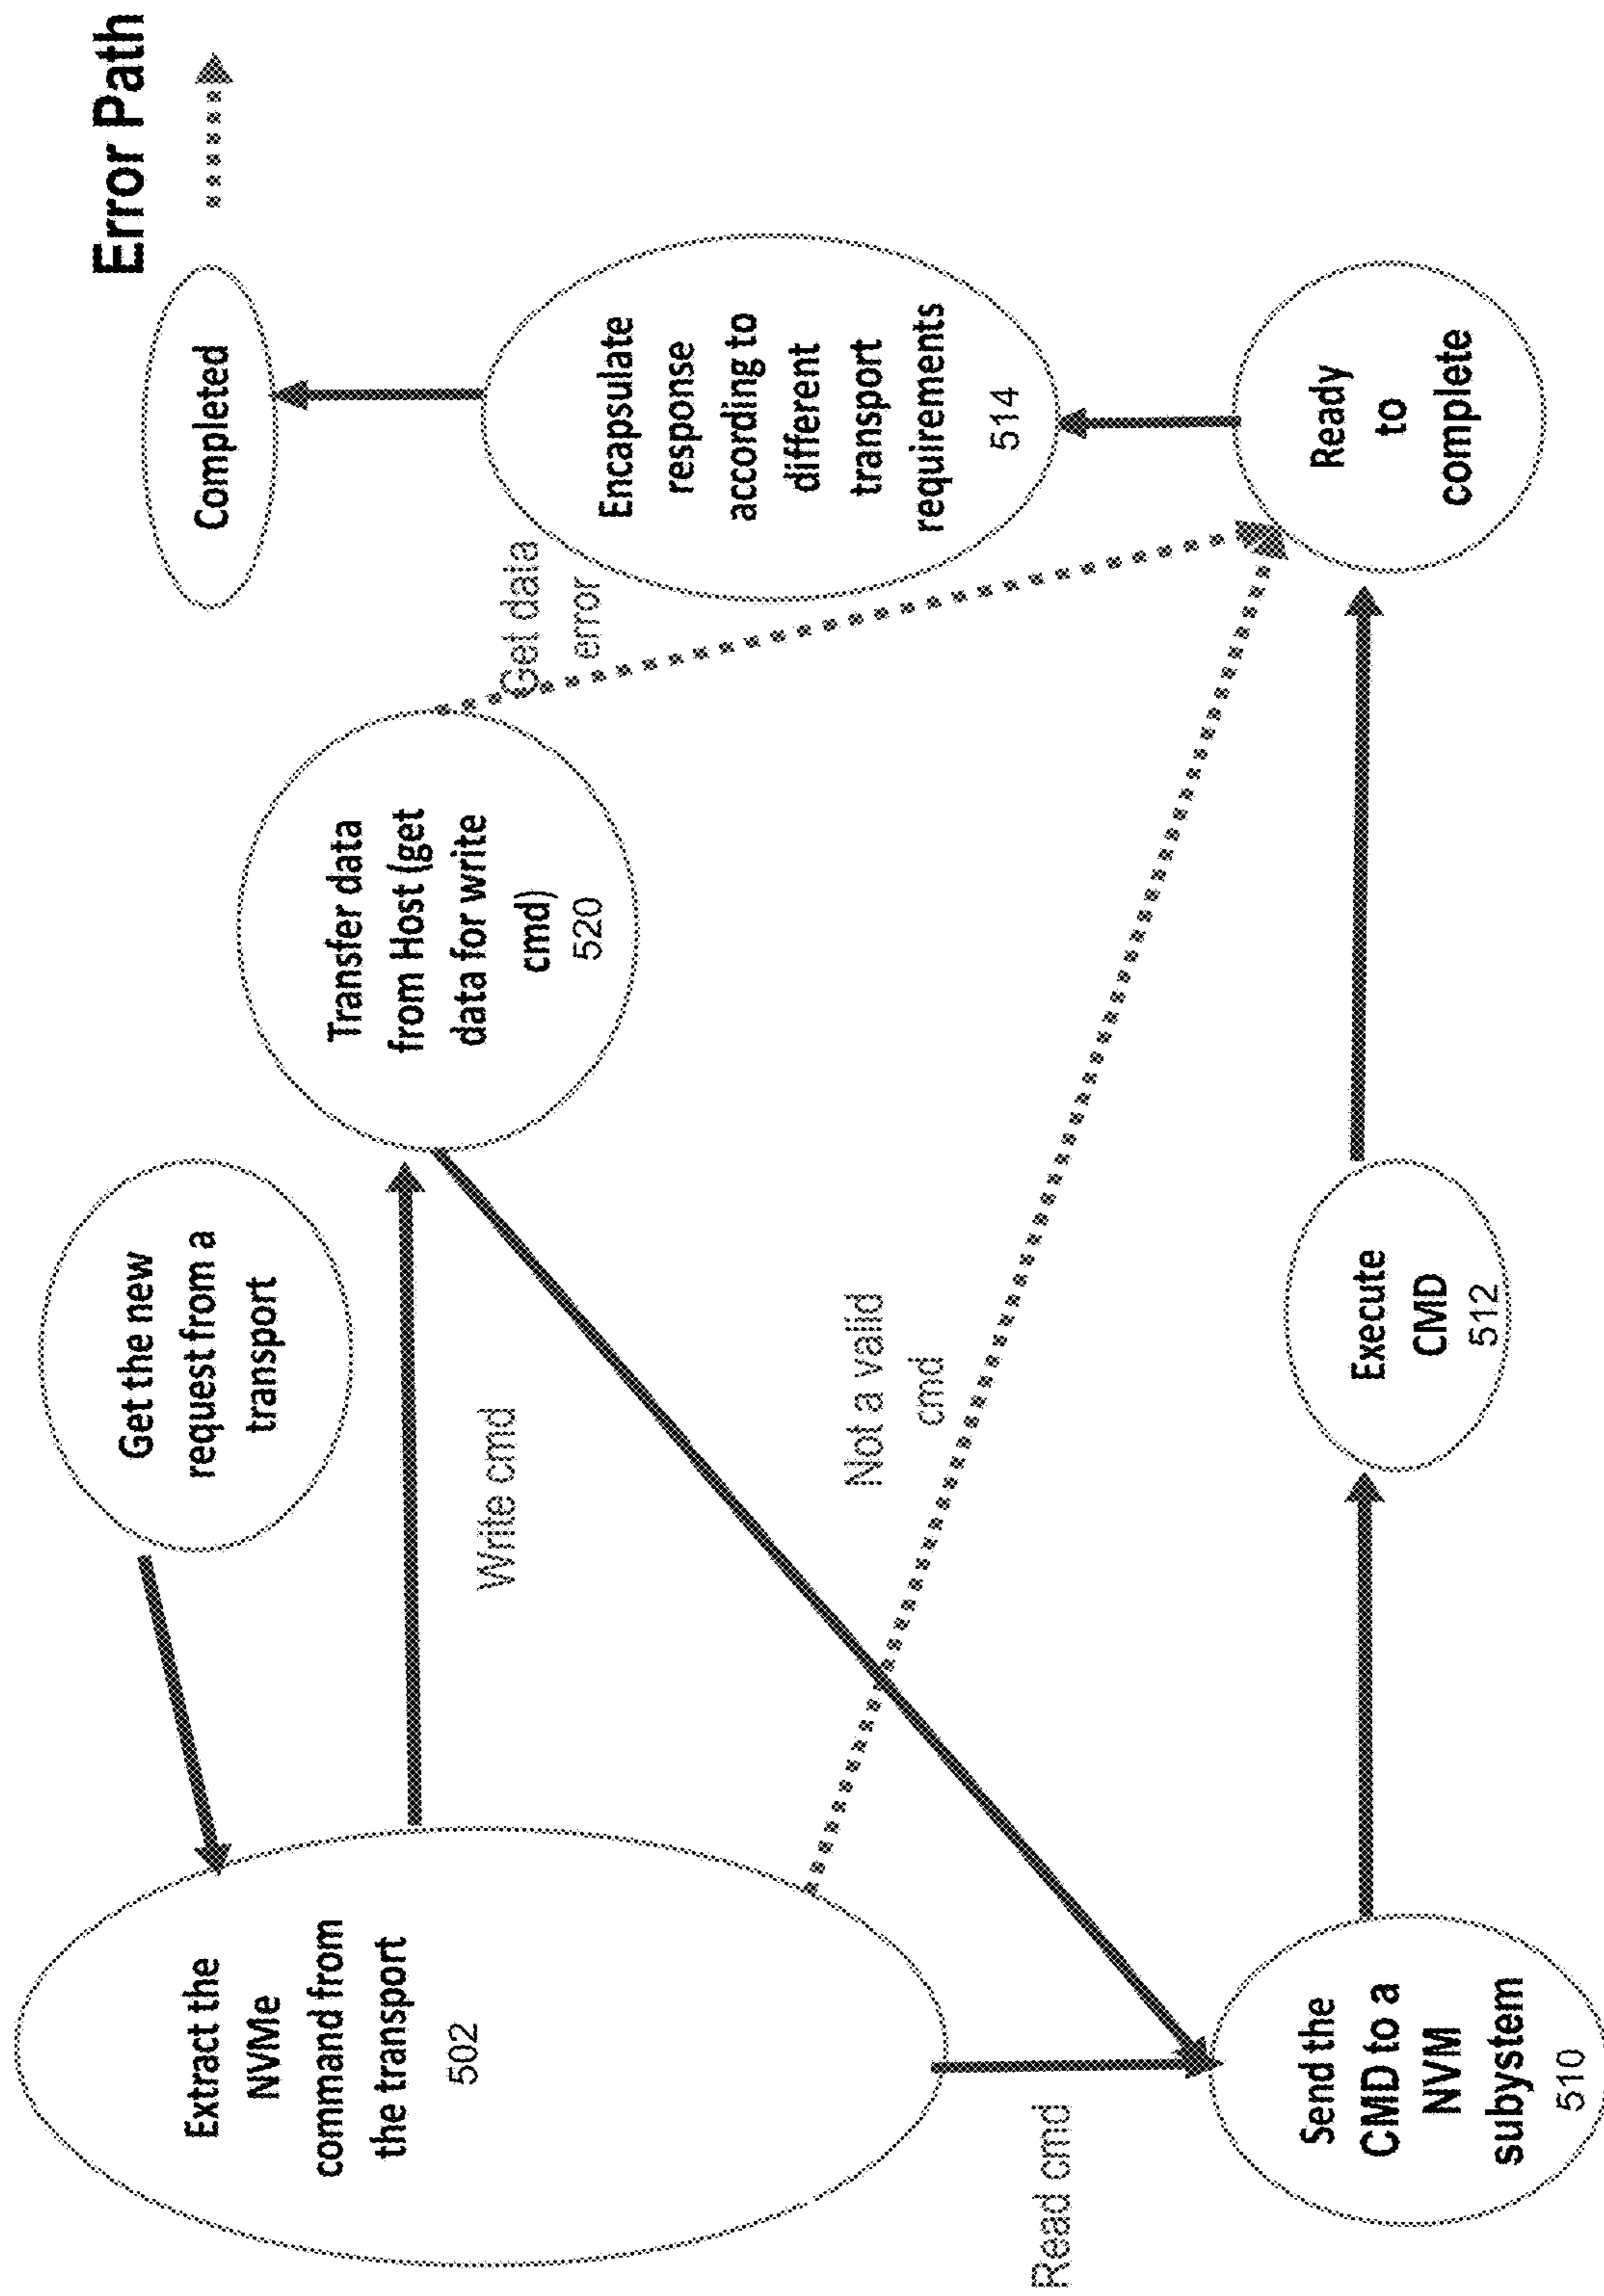 Error Path
Get the new
request from a
transport
Completed
Extract the
NVMe
command from
the transport
502
Write cmd
Transfer data
from Host (get
data for write
cmd)
520
Get data
error
Encapsulate
response
according to
different
transport
requirements
514
Not a valid
cmd
Read cmd
Send the
CMD to a
NVM
subystem
510
Execute
CMD
512
Ready
to
complete